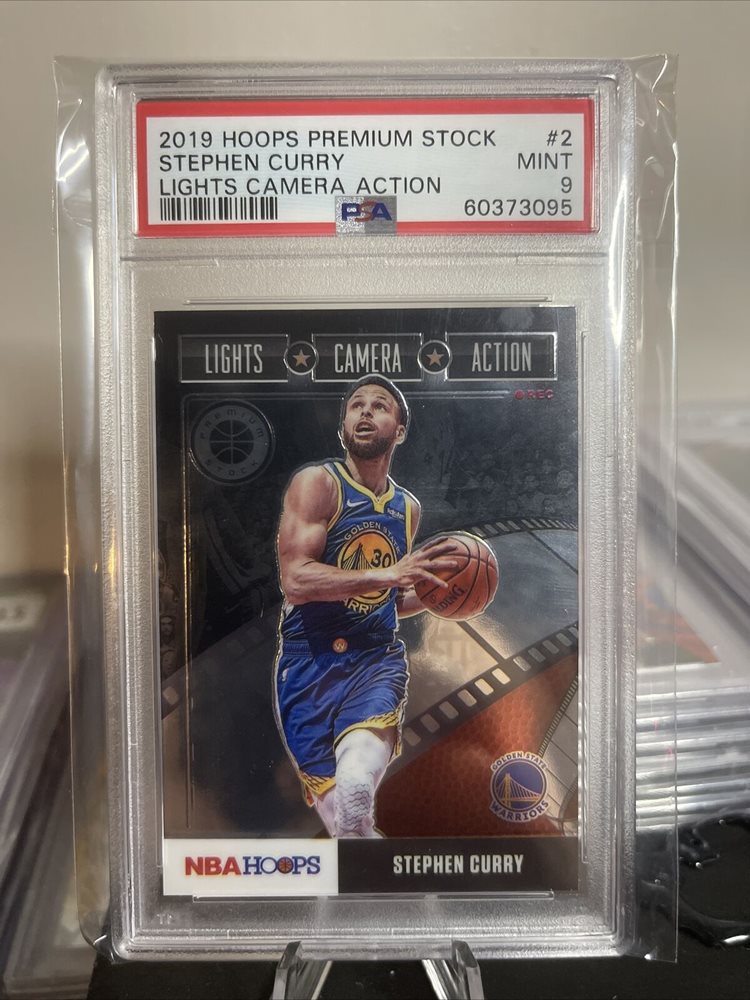 2019 HOOPS PREMIUM STOCK #2
STEPHEN CURRY MINT
LIGHTS CAMERA ACTION 9
PSA 60373095
LIGHTS CAMERA ACTION
REC
PREMIUM
STOCK
GOLDEN STATE
30
WARRIORS
SPALDING
GOLDEN STATE
WARRIORS
NBA HOOPS STEPHEN CURRY